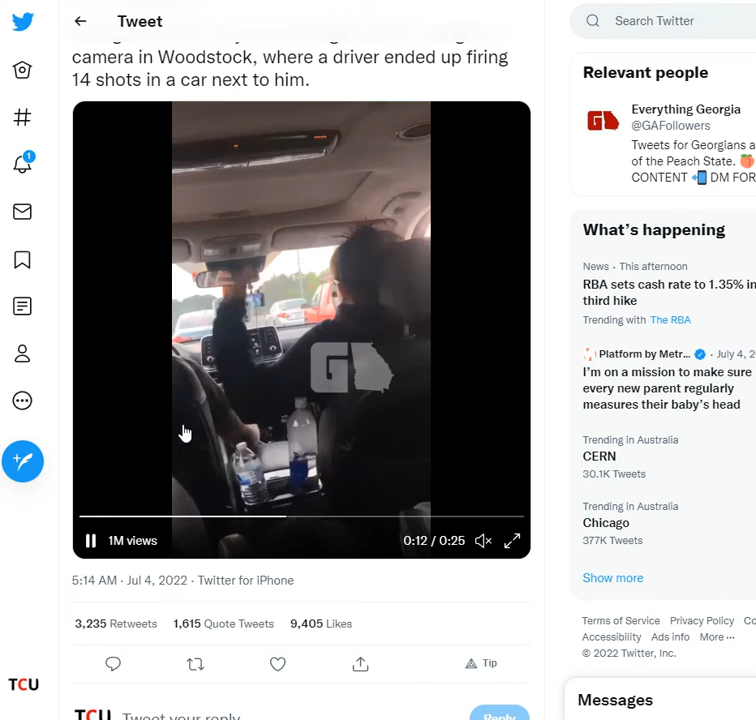 Tweet
camera in Woodstock, where a driver ended up firing
14 shots in a car next to him.
G
1M views
0:12 / 0:25
5:14 AM · Jul 4, 2022 · Twitter for iPhone
3,235 Retweets 1,615 Quote Tweets 9,405 Likes
Tip
TCU
TCU Tweet your reply
Reply
1
Search Twitter
Relevant people
G
Everything Georgia
@GAFollowers
Tweets for Georgians a
of the Peach State. 🍑
CONTENT 📲 DM FOR
What's happening
News · This afternoon
RBA sets cash rate to 1.35% in
third hike
Trending with The RBA
Platform by Metr... · July 4, 2
I'm on a mission to make sure
every new parent regularly
measures their baby's head
Trending in Australia
CERN
30.1K Tweets
Trending in Australia
Chicago
377K Tweets
Show more
Terms of Service Privacy Policy Co
Accessibility Ads info More ···
© 2022 Twitter, Inc.
Messages